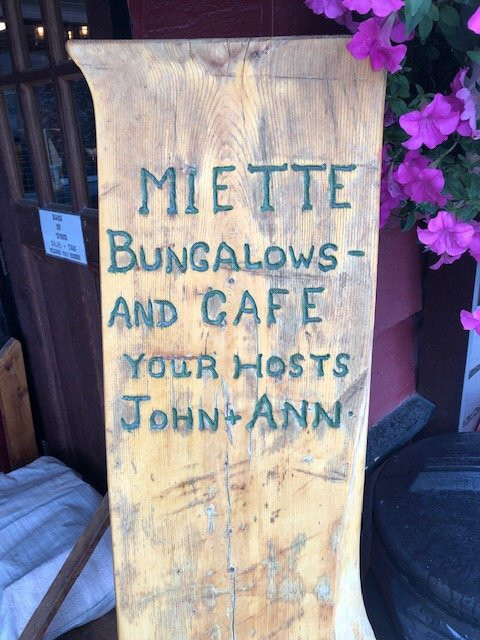 MIETTE
BUNGALOWS-
AND CAFE
YOUR HOSTS
JOHN + ANN.